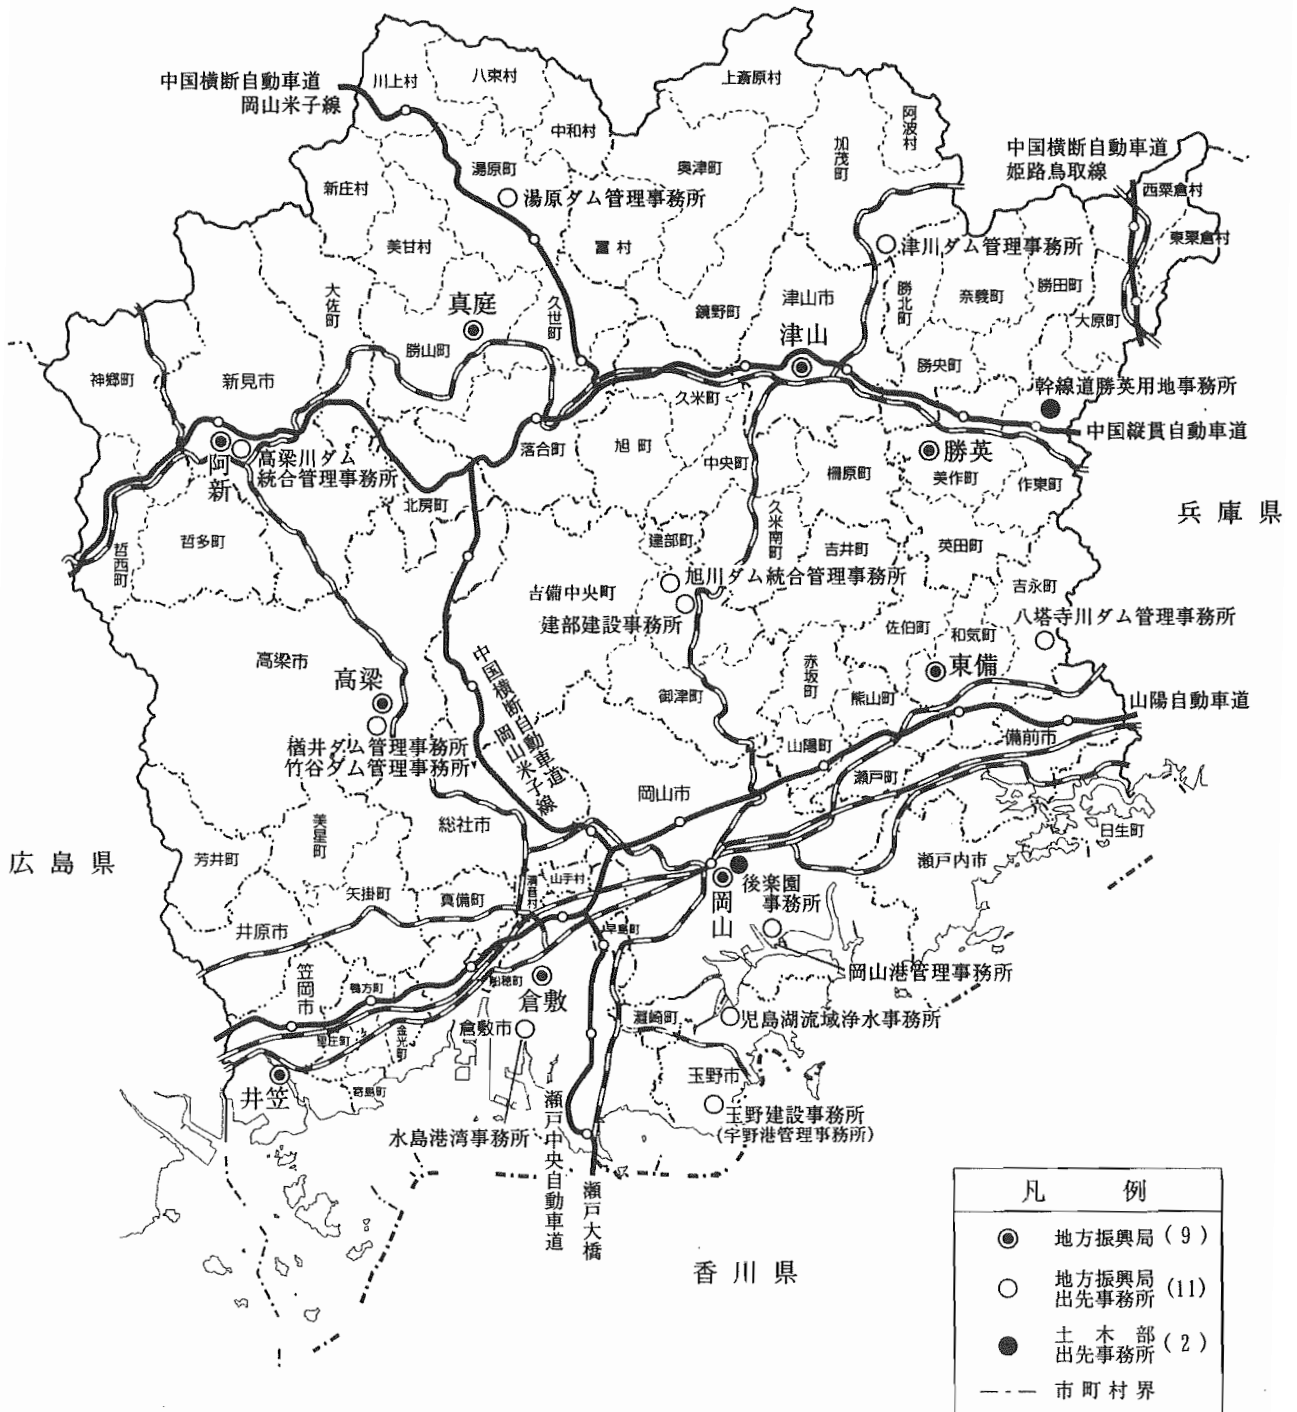 川上村
八束村
上斎原村
中国横断自動車道
岡山米子線
中和村
阿波村
加茂町
中国横断自動車道
姫路鳥取線
湯原町
奥津町
新庄村
湯原ダム管理事務所
西粟倉村
美甘村
富村
津川ダム管理事務所
東粟倉村
大佐町
真庭
久世町
鏡野町
津山市
勝北町
奈義町
勝田町
大原町
津山
勝山町
神郷町
新見市
勝央町
幹線道勝英用地事務所
久米町
中国縦貫自動車道
落合町
旭町
中央町
柵原町
勝英
美作町
作東町
阿新
高梁川ダム
統合管理事務所
北房町
兵庫県
哲西町
哲多町
建部町
久米南町
吉井町
英田町
旭川ダム統合管理事務所
吉備中央町
吉永町
建部建設事務所
八塔寺川ダム管理事務所
佐伯町
和気町
高梁市
高梁
中国横断自動車道
岡山米子線
御津町
赤坂町
熊山町
東備
山陽自動車道
楢井ダム管理事務所
竹谷ダム管理事務所
山陽町
備前市
瀬戸町
岡山市
美星町
総社市
日生町
芳井町
広島県
瀬戸内市
山手村
清音村
後楽園
事務所
岡山
矢掛町
真備町
井原市
早島町
岡山港管理事務所
笠岡市
鴨方町
船穂町
倉敷
倉敷市
灘崎町
児島湖流域浄水事務所
里庄町
金光町
井笠
寄島町
玉野市
玉野建設事務所
(宇野港管理事務所)
水島港湾事務所
瀬戸中央自動車道
瀬戸大橋
香川県
凡例
地方振興局(9)
地方振興局
出先事務所(11)
土木部
出先事務所(2)
市町村界